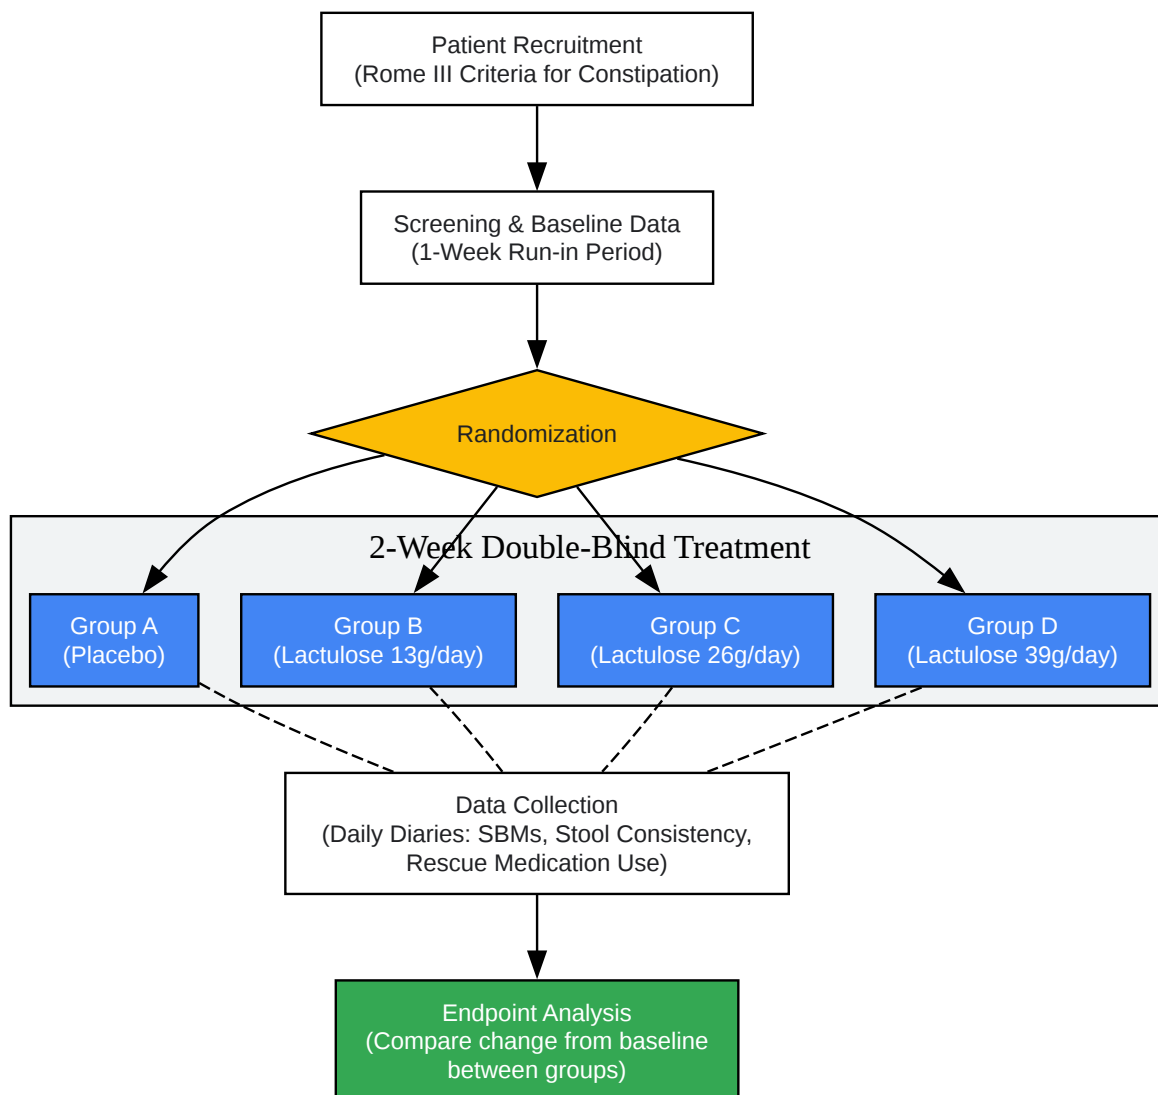 Patient Recruitment
(Rome III Criteria for Constipation)
Screening & Baseline Data
(1-Week Run-in Period)
Randomization
2-Week Double-Blind Treatment
Group A
(Placebo)
Group B
(Lactulose 13g/day)
Group C
(Lactulose 26g/day)
Group D
(Lactulose 39g/day)
Data Collection
(Daily Diaries: SBMs, Stool Consistency,
Rescue Medication Use)
Endpoint Analysis
(Compare change from baseline
between groups)